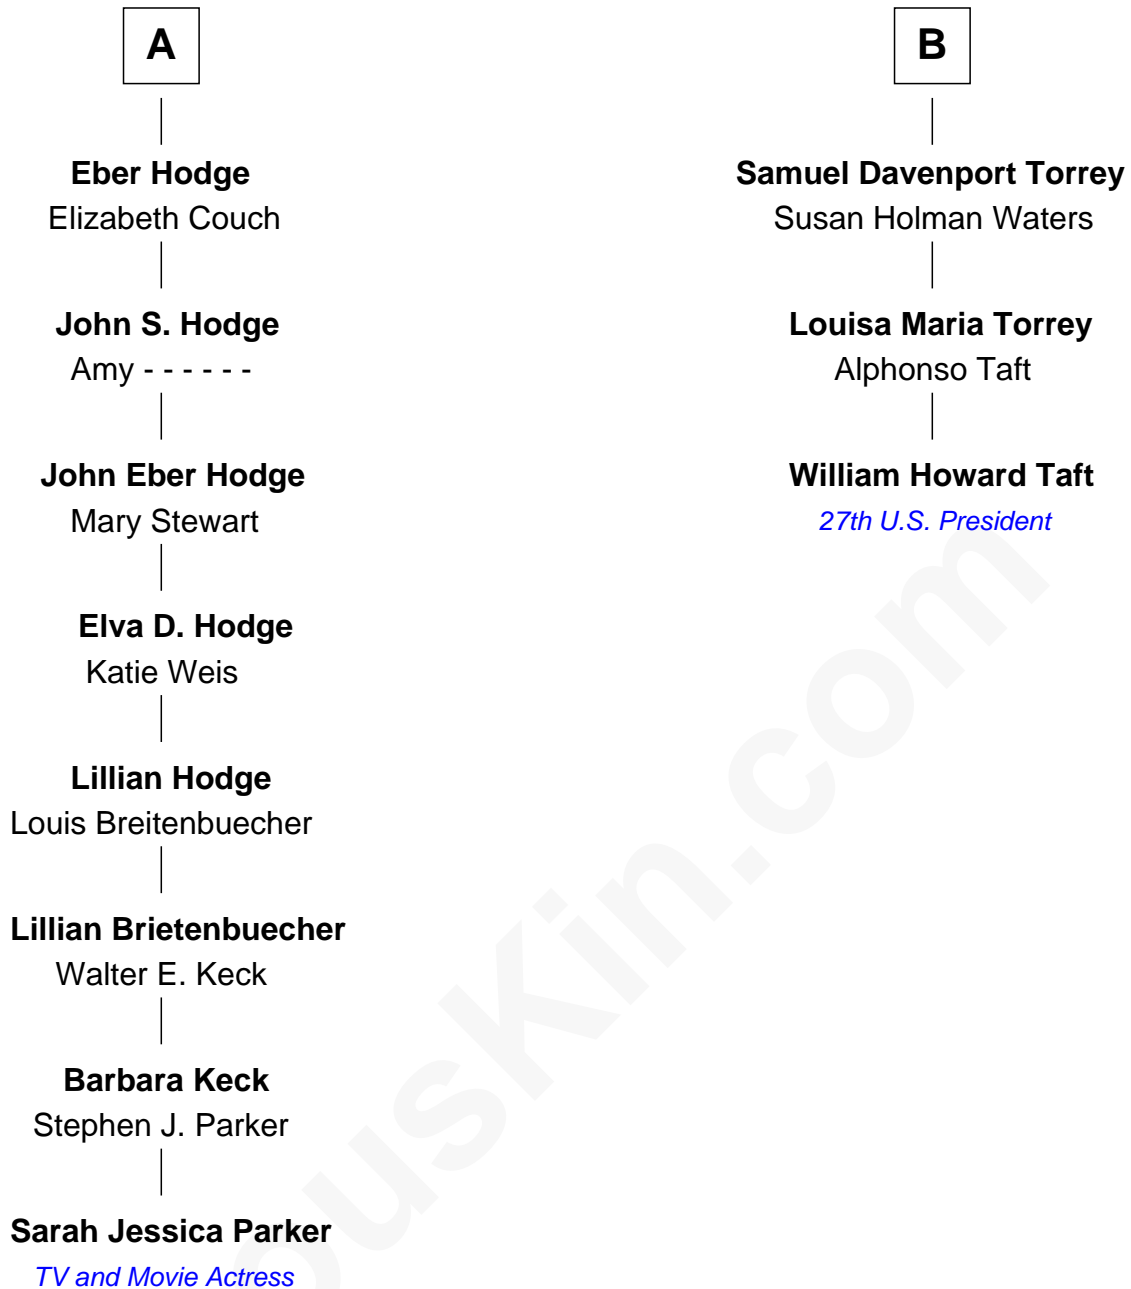 A
Eber Hodge
Elizabeth Couch
John S. Hodge
Amy - - - - - -
John Eber Hodge
Mary Stewart
Elva D. Hodge
Katie Weis
Lillian Hodge
Louis Breitenbuecher
Lillian Brietenbuecher
Walter E. Keck
Barbara Keck
Stephen J. Parker
Sarah Jessica Parker
TV and Movie Actress
B
Samuel Davenport Torrey
Susan Holman Waters
Louisa Maria Torrey
Alphonso Taft
William Howard Taft
27th U.S. President
ouskin.com